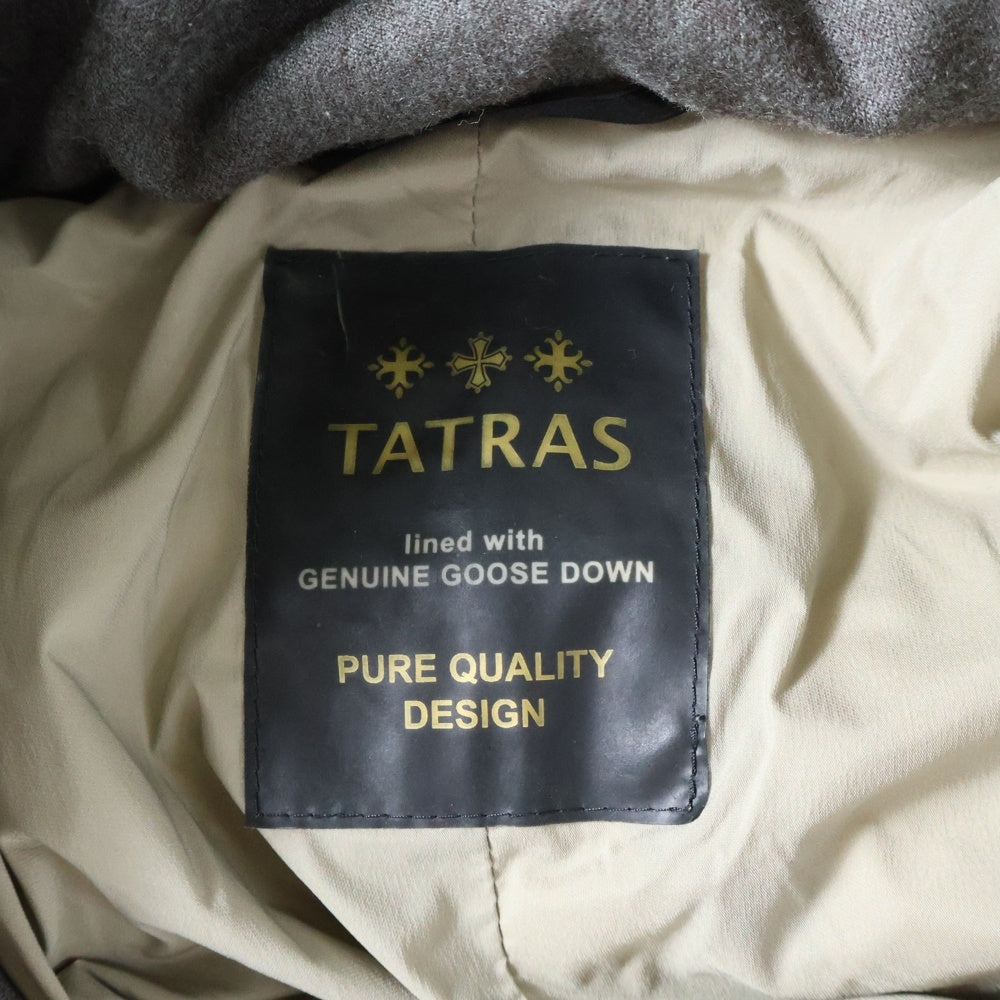 TATRAS
lined with
GENUINE GOOSE DOWN
PURE QUALITY
DESIGN